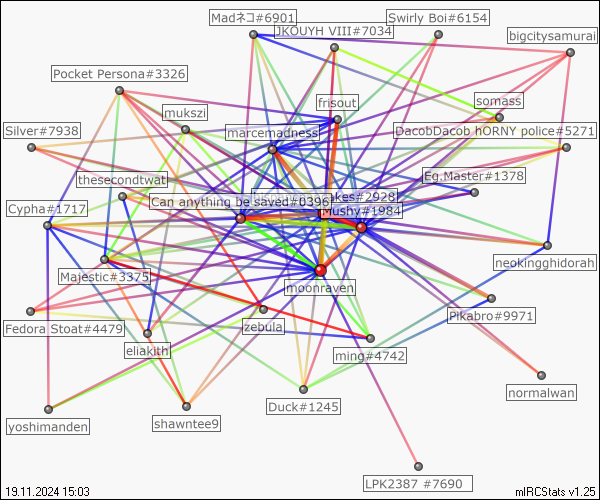 Madネコ#6901
Swirly Boi#6154
JKOUYH VIII#7034
bigcitysamurai
Pocket Persona#3326
frisout
somass
mukszi
marcemadness
DacobDacob hORNY police#5271
Silver#7938
Eg.Master#1378
thesecondtwat
akes#2928
Can anything be saved#0396
Mushy#1984
Cypha#1717
neokingghidorah
Majestic#3375
moonraven
Pikabro#9971
Fedora Stoat#4479
zebula
eliakith
ming#4742
normalwan
Duck#1245
yoshimanden
shawntee9
LPK2387 #7690
19.11.2024 15:03
mIRCStats v1.25